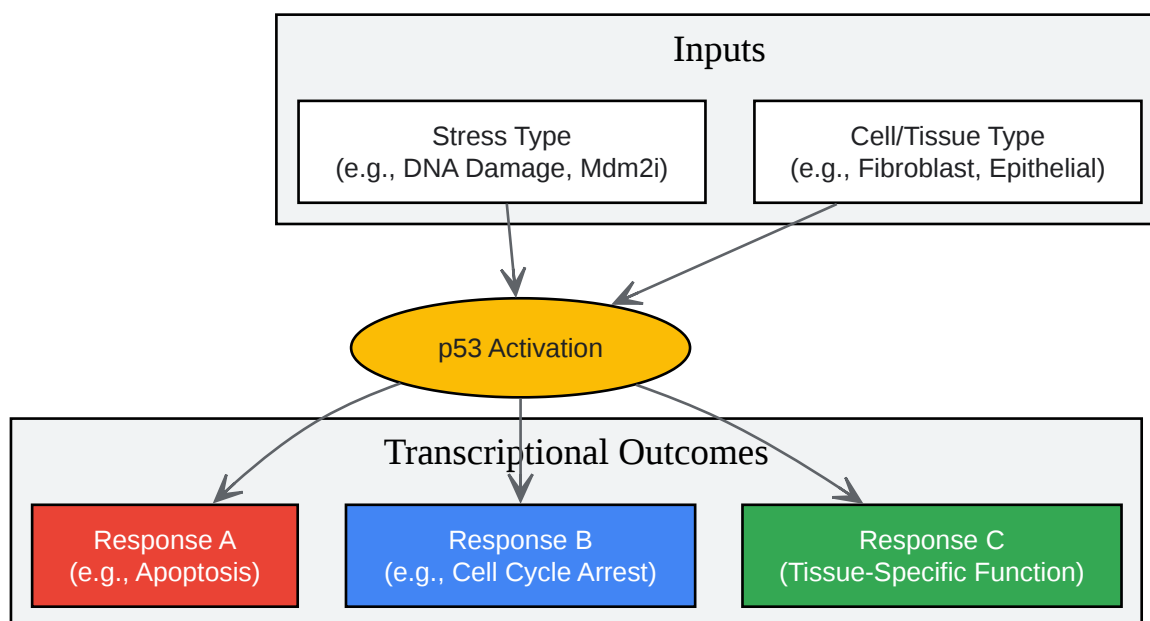 Inputs
Stress Type
(e.g., DNA Damage, Mdm2i)
Cell/Tissue Type
(e.g., Fibroblast, Epithelial)
p53 Activation
Transcriptional Outcomes
Response A
(e.g., Apoptosis)
Response B
(e.g., Cell Cycle Arrest)
Response C
(Tissue-Specific Function)